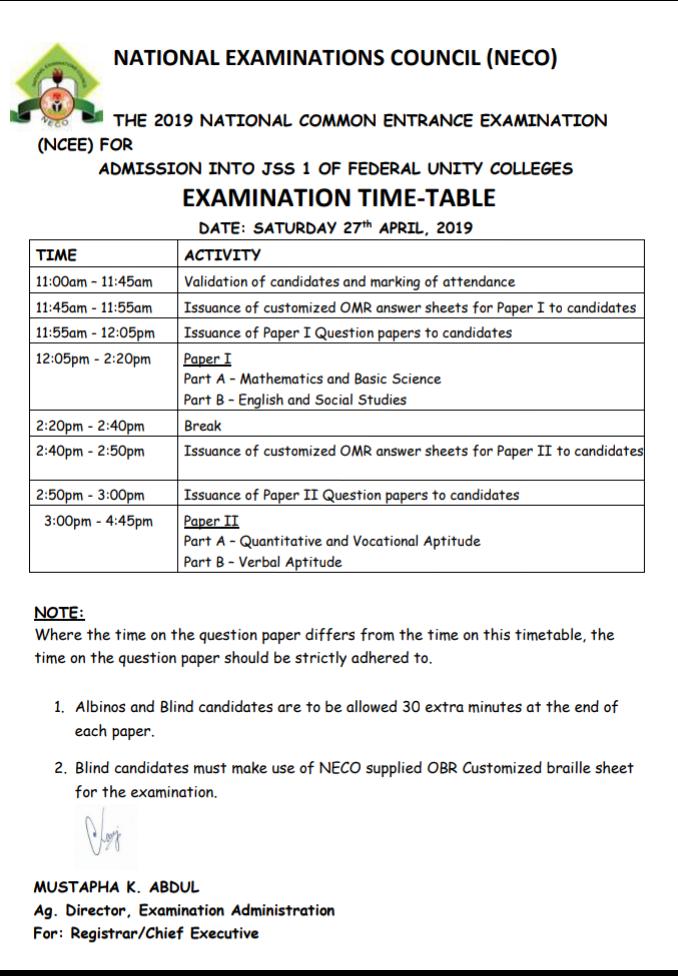 NATIONAL EXAMINATIONS COUNCIL (NECO)
THE 2019 NATIONAL COMMON ENTRANCE EXAMINATION
(NCEE) FOR
ADMISSION INTO JSS 1 OF FEDERAL UNITY COLLEGES
EXAMINATION TIME-TABLE
DATE: SATURDAY 27th APRIL, 2019
TIME ACTIVITY
11:00am - 11:45am Validation of candidates and marking of attendance
11:45am - 11:55am Issuance of customized OMR answer sheets for Paper I to candidates
11:55am - 12:05pm Issuance of Paper I Question papers to candidates
12:05pm - 2:20pm Paper I
Part A - Mathematics and Basic Science
Part B - English and Social Studies
2:20pm - 2:40pm Break
2:40pm - 2:50pm Issuance of customized OMR answer sheets for Paper II to candidates
2:50pm - 3:00pm Issuance of Paper II Question papers to candidates
3:00pm - 4:45pm Paper II
Part A - Quantitative and Vocational Aptitude
Part B - Verbal Aptitude
NOTE:
Where the time on the question paper differs from the time on this timetable, the
time on the question paper should be strictly adhered to.
1. Albinos and Blind candidates are to be allowed 30 extra minutes at the end of
each paper.
2. Blind candidates must make use of NECO supplied OBR Customized braille sheet
for the examination.
MUSTAPHA K. ABDUL
Ag. Director, Examination Administration
For: Registrar/Chief Executive